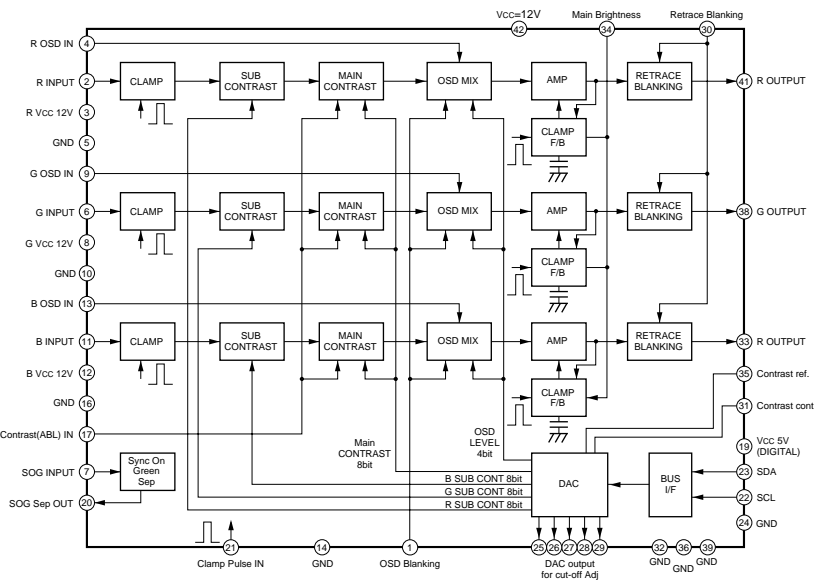 VCC=12V
Main Brightness
Retrace Blanking
42
34
30
R OSD IN 4
R INPUT 2
CLAMP
SUB
CONTRAST
MAIN
CONTRAST
OSD MIX
AMP
RETRACE
BLANKING
41 R OUTPUT
R VCC 12V 3
CLAMP
F/B
GND 5
G OSD IN 9
G INPUT 6
CLAMP
SUB
CONTRAST
MAIN
CONTRAST
OSD MIX
AMP
RETRACE
BLANKING
38 G OUTPUT
G VCC 12V 8
CLAMP
F/B
GND 10
B OSD IN 13
B INPUT 11
CLAMP
SUB
CONTRAST
MAIN
CONTRAST
OSD MIX
AMP
RETRACE
BLANKING
33 R OUTPUT
B VCC 12V 12
35 Contrast ref.
CLAMP
F/B
GND 16
31 Contrast cont
Contrast(ABL) IN 17
Main
CONTRAST
8bit
OSD
LEVEL
4bit
19 VCC 5V
(DIGITAL)
SOG INPUT 7
Sync On
Green
Sep
B SUB CONT 8bit
G SUB CONT 8bit
R SUB CONT 8bit
DAC
BUS
I/F
23 SDA
22 SCL
SOG Sep OUT 20
24 GND
21
Clamp Pulse IN
14
GND
1
OSD Blanking
25 26 27 28 29
DAC output
for cut-off Adj
32
GND
36
GND
39
GND